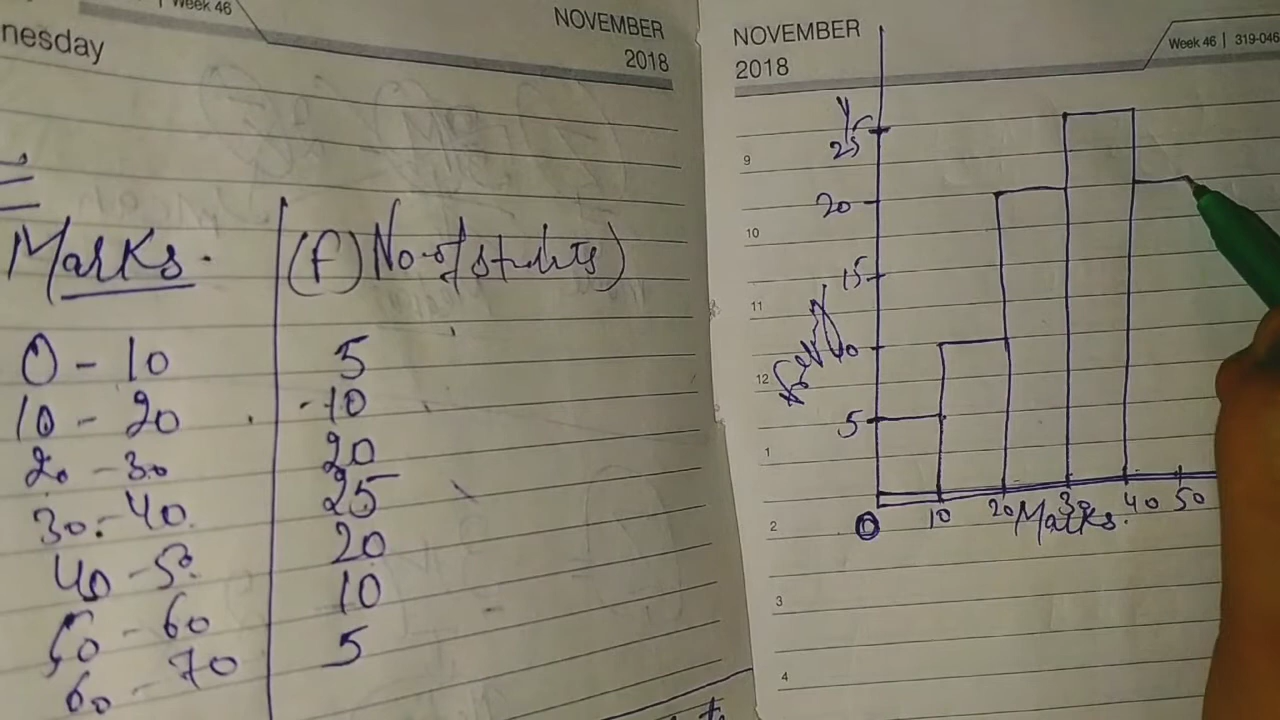 Week 46
nesday
NOVEMBER
2018
Marks.
(f) No. of students)
0 - 10 5
10 - 20 10
20 - 30 20
30 - 40 25
40 - 50 20
50 - 60 10
60 - 70 5
NOVEMBER
2018
Week 46 | 319-046
Y
25
20
15
10
5
0 10 20 30 40 50
Marks.
9
10
11
12
1
2
3
4